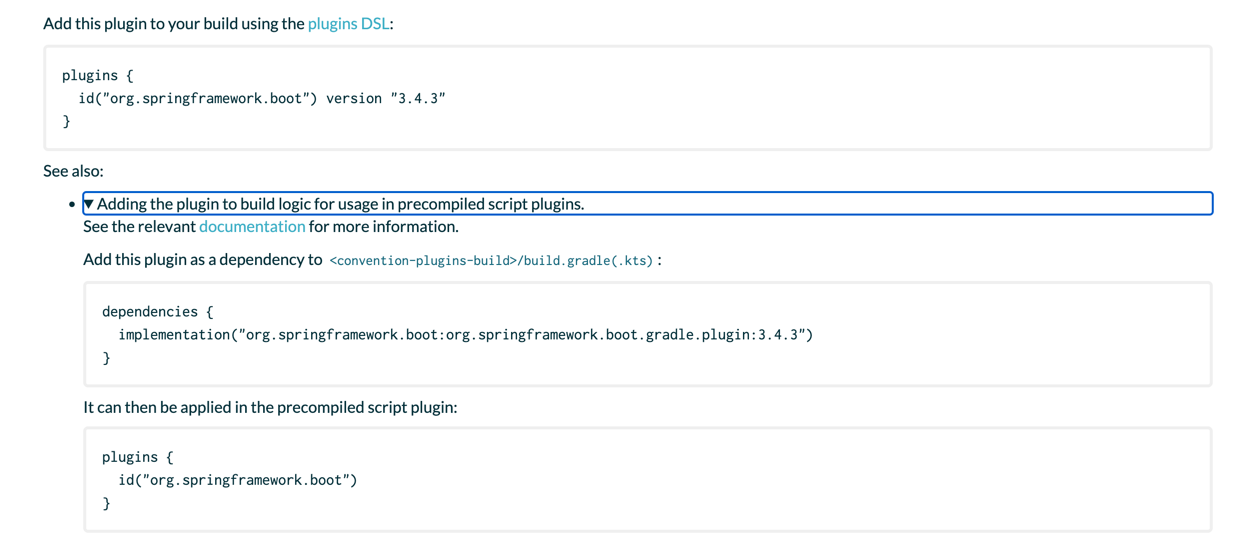 Add this plugin to your build using the plugins DSL:
plugins {
  id("org.springframework.boot") version "3.4.3"
}
See also:
• ▼ Adding the plugin to build logic for usage in precompiled script plugins.
See the relevant documentation for more information.
Add this plugin as a dependency to <convention-plugins-build>/build.gradle(.kts) :
dependencies {
  implementation("org.springframework.boot:org.springframework.boot.gradle.plugin:3.4.3")
}
It can then be applied in the precompiled script plugin:
plugins {
  id("org.springframework.boot")
}